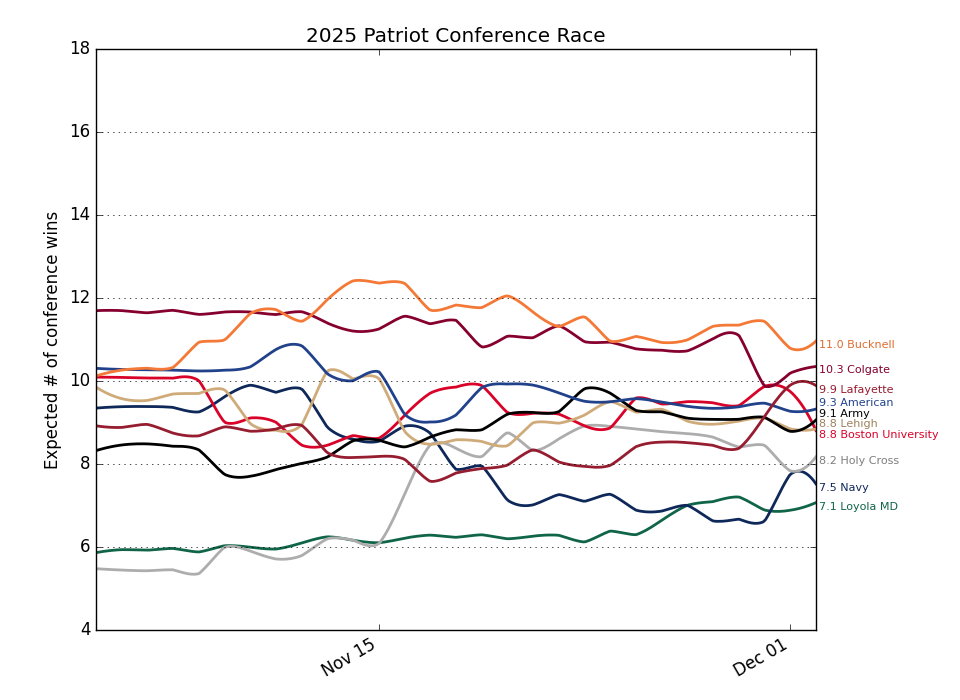 2025 Patriot Conference Race
Expected # of conference wins
18
16
14
12
10
8
6
4
Nov 15
Dec 01
11.0 Bucknell
10.3 Colgate
9.9 Lafayette
9.3 American
9.1 Army
8.8 Lehigh
8.8 Boston University
8.2 Holy Cross
7.5 Navy
7.1 Loyola MD